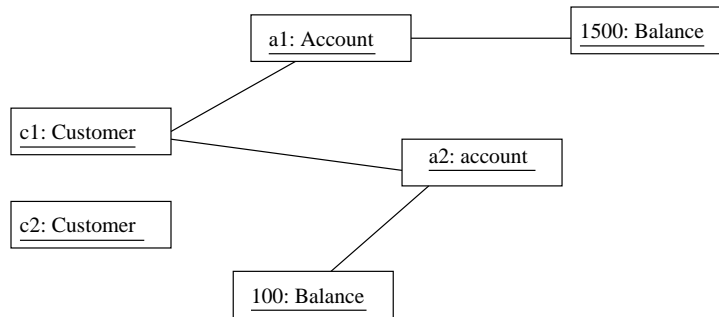 a1: Account
1500: Balance
c1: Customer
a2: account
c2: Customer
100: Balance